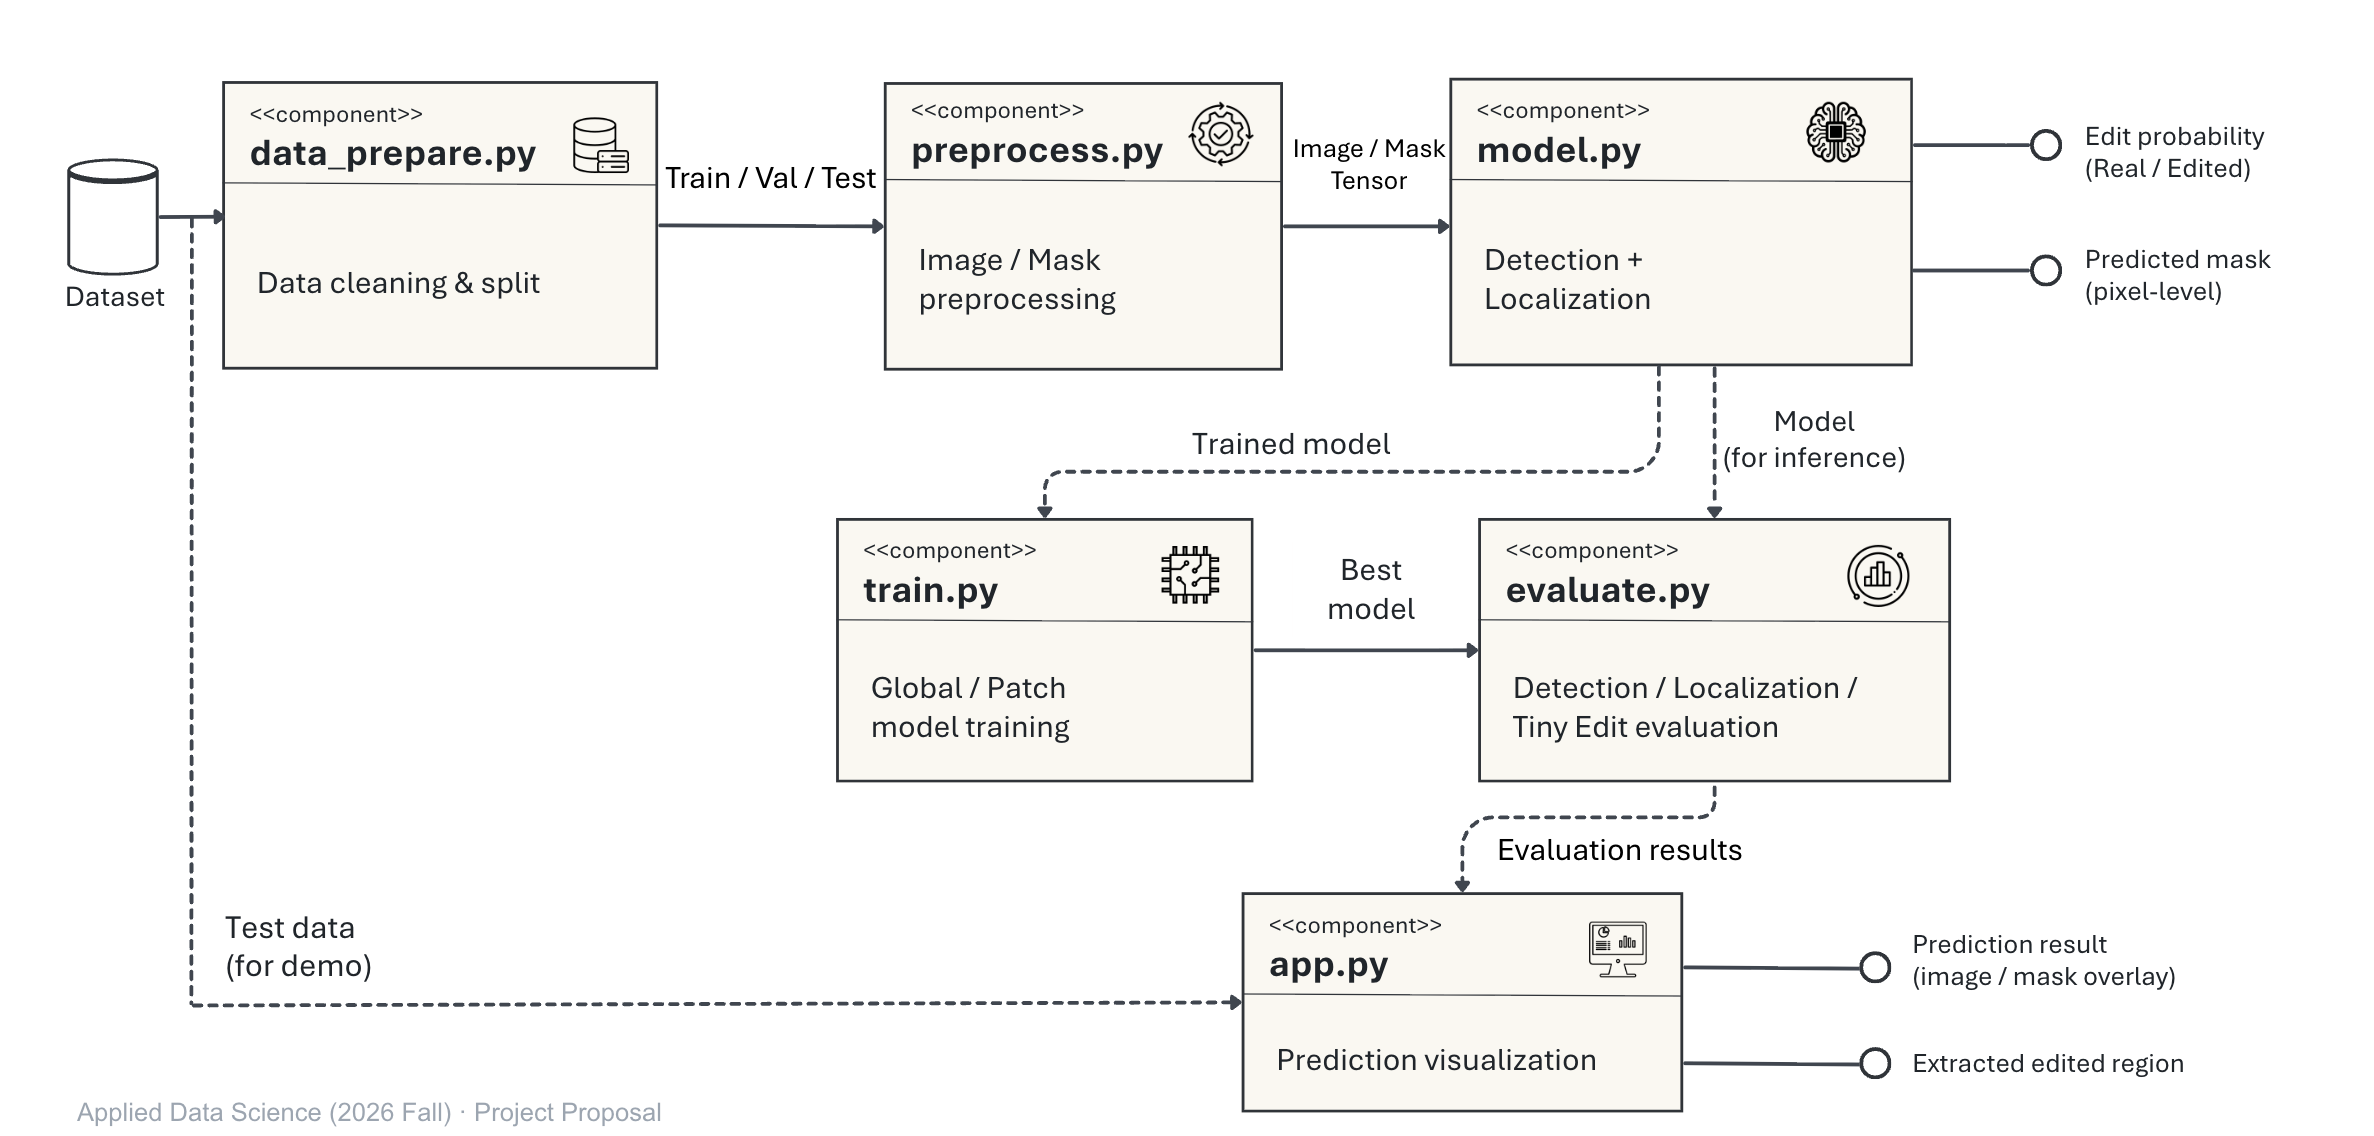 <<component>>
data_prepare.py
Data cleaning & split
Dataset
Train / Val / Test
<<component>>
preprocess.py
Image / Mask
preprocessing
Image / Mask
Tensor
<<component>>
model.py
Detection +
Localization
Edit probability
(Real / Edited)
Predicted mask
(pixel-level)
Trained model
Model
(for inference)
<<component>>
train.py
Global / Patch
model training
Best
model
<<component>>
evaluate.py
Detection / Localization /
Tiny Edit evaluation
Evaluation results
Test data
(for demo)
<<component>>
app.py
Prediction visualization
Prediction result
(image / mask overlay)
Extracted edited region
Applied Data Science (2026 Fall) · Project Proposal